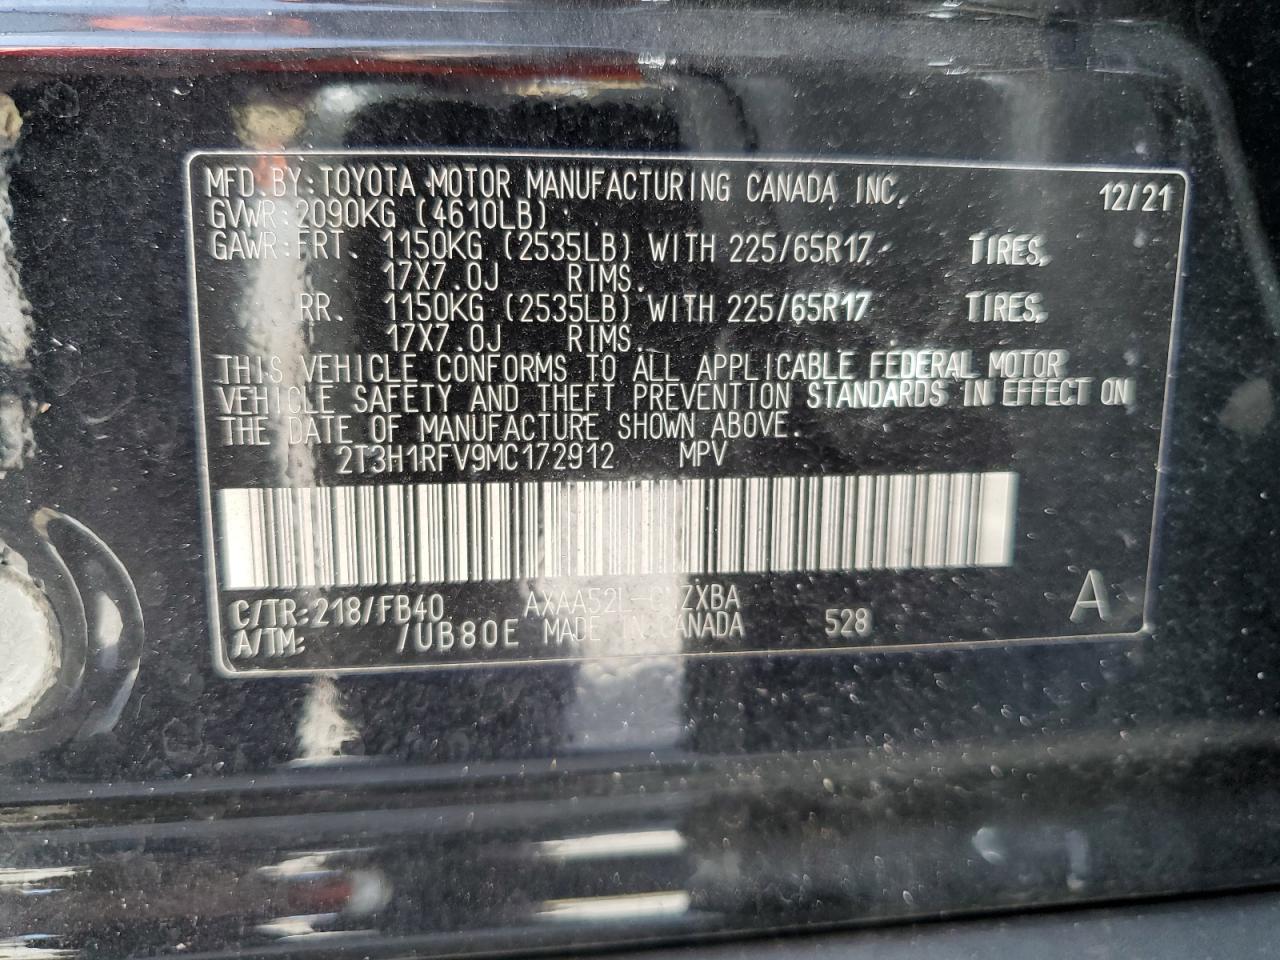 MFD.BY:TOYOTA MOTOR MANUFACTURING CANADA INC. 12/21
GVWR:2090KG (4610LB)
GAWR:FRT. 1150KG (2535LB) WITH 225/65R17 TIRES,
17X7.0J RIMS.
RR. 1150KG (2535LB) WITH 225/65R17 TIRES,
17X7.0J RIMS.
THIS VEHICLE CONFORMS TO ALL APPLICABLE FEDERAL MOTOR
VEHICLE SAFETY AND THEFT PREVENTION STANDARDS IN EFFECT ON
THE DATE OF MANUFACTURE SHOWN ABOVE.
2T3H1RFV9MC172912 MPV
C/TR:218/FB40
A/TM: /UB80E MADE IN CANADA 528 A